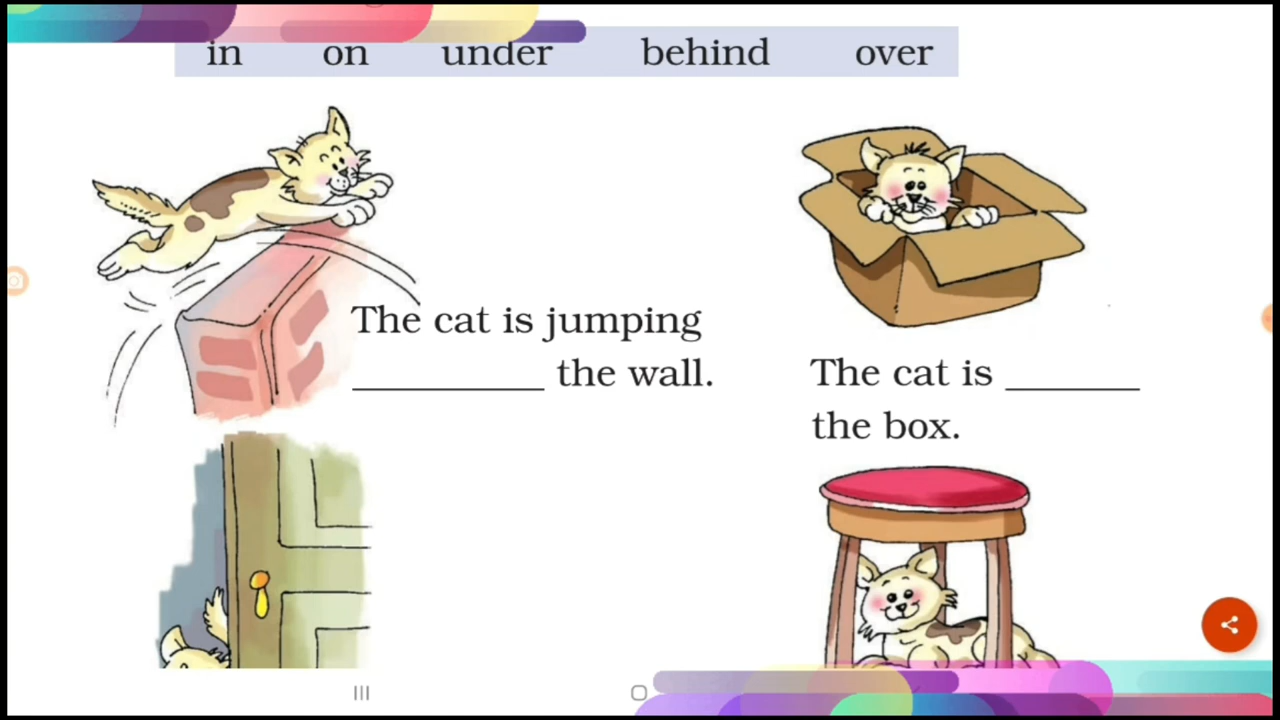 in on under behind over
The cat is jumping
__________ the wall.
The cat is _______
the box.